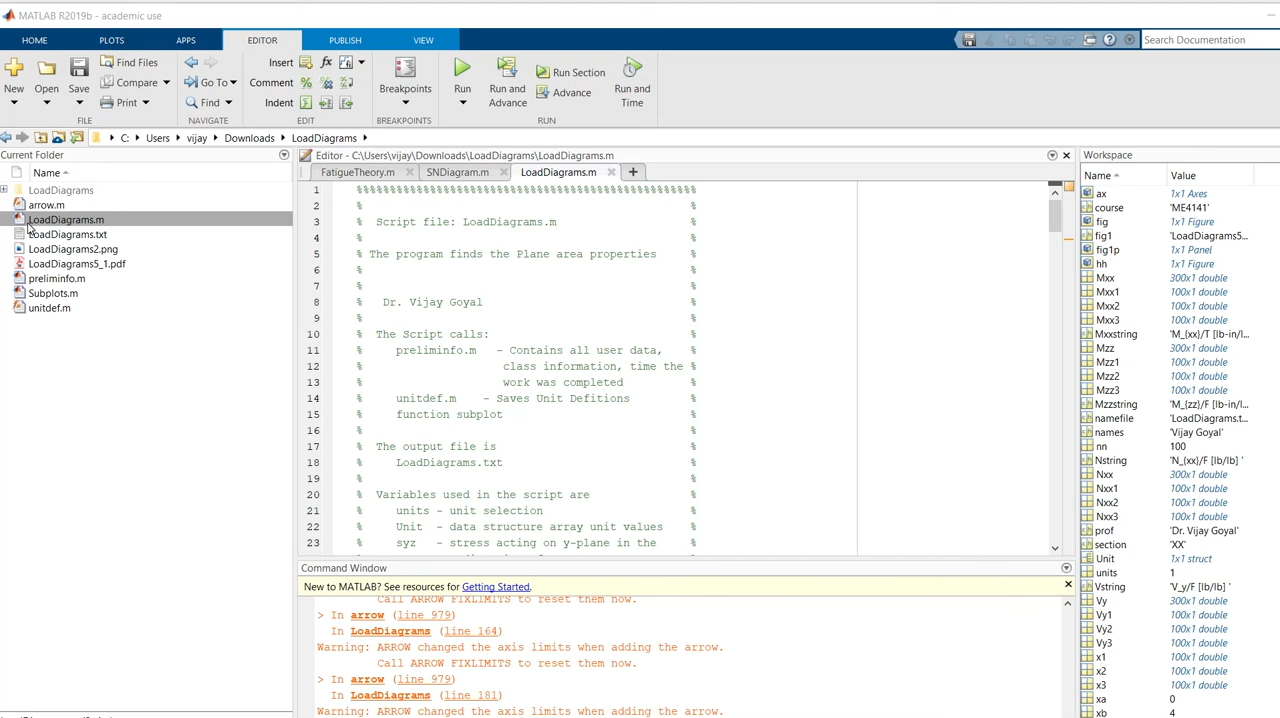 MATLAB R2019b - academic use
HOME PLOTS APPS EDITOR PUBLISH VIEW Search Documentation
New Open Save Find Files Compare Print Go To Find Insert Comment Indent Breakpoints Run Run and Advance Run Section Advance Run and Time
FILE NAVIGATE EDIT BREAKPOINTS RUN
C: Users vijay Downloads LoadDiagrams
Current Folder
Name
LoadDiagrams
arrow.m
LoadDiagrams.m
LoadDiagrams.txt
LoadDiagrams2.png
LoadDiagrams5_1.pdf
preliminfo.m
Subplots.m
unitdef.m
Editor - C:\Users\vijay\Downloads\LoadDiagrams\LoadDiagrams.m
FatigueTheory.m SNDiagram.m LoadDiagrams.m
1 %%%%%%%%%%%%%%%%%%%%%%%%%%%%%%%%%%%%%%%%%%%%%%%%%%%
2 % %
3 % Script file: LoadDiagrams.m %
4 % %
5 % The program finds the Plane area properties %
6 % %
7 % %
8 % Dr. Vijay Goyal %
9 % %
10 % The Script calls: %
11 % preliminfo.m - Contains all user data, %
12 % class information, time the %
13 % work was completed %
14 % unitdef.m - Saves Unit Defitions %
15 % function subplot %
16 % %
17 % The output file is %
18 % LoadDiagrams.txt %
19 % %
20 % Variables used in the script are %
21 % units - unit selection %
22 % Unit - data structure array unit values %
23 % syz - stress acting on y-plane in the %
Command Window
New to MATLAB? See resources for Getting Started.
Call ARROW FIXLIMITS to reset them now.
> In arrow (line 979)
In LoadDiagrams (line 164)
Warning: ARROW changed the axis limits when adding the arrow.
Call ARROW FIXLIMITS to reset them now.
> In arrow (line 979)
In LoadDiagrams (line 181)
Warning: ARROW changed the axis limits when adding the arrow.
Workspace
Name Value
ax 1x1 Axes
course 'ME4141'
fig 1x1 Figure
fig1 'LoadDiagrams5...
fig1p 1x1 Panel
hh 1x1 Figure
Mxx 300x1 double
Mxx1 100x1 double
Mxx2 100x1 double
Mxx3 100x1 double
Mxxstring 'M_{xx}/T [lb-in/l...
Mzz 300x1 double
Mzz1 100x1 double
Mzz2 100x1 double
Mzz3 100x1 double
Mzzstring 'M_{zz}/F [lb-in/l...
namefile 'LoadDiagrams.t...
names 'Vijay Goyal'
nn 100
Nstring 'N_{xx}/F [lb/lb] '
Nxx 300x1 double
Nxx1 100x1 double
Nxx2 100x1 double
Nxx3 100x1 double
prof 'Dr. Vijay Goyal'
section 'XX'
Unit 1x1 struct
units 1
Vstring 'V_y/F [lb/lb] '
Vy 300x1 double
Vy1 100x1 double
Vy2 100x1 double
Vy3 100x1 double
x1 100x1 double
x2 100x1 double
x3 100x1 double
xa 0
xb 4